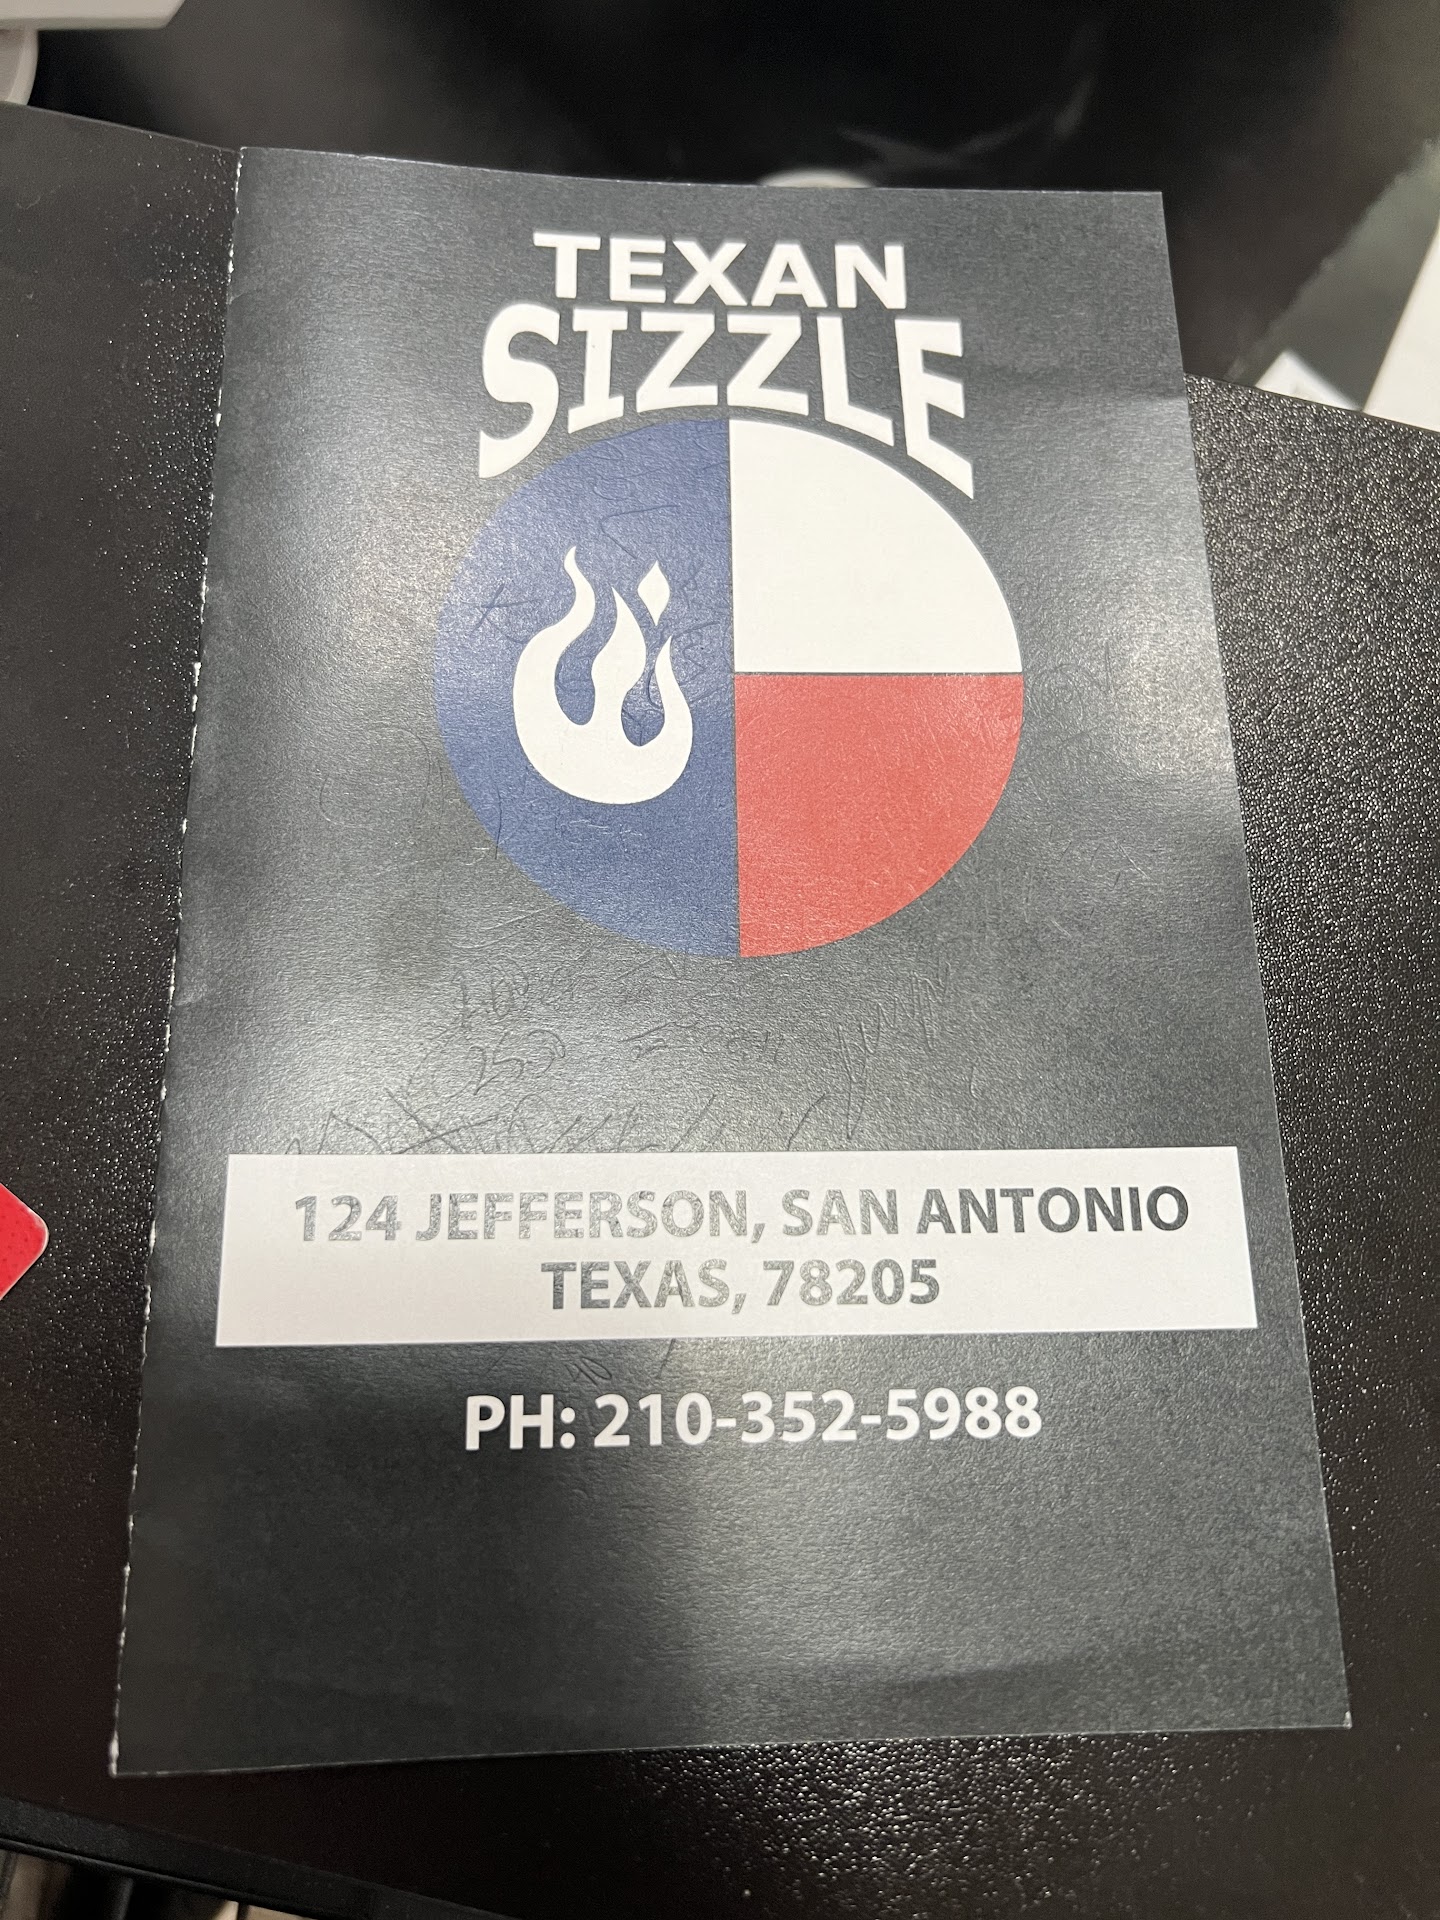 TEXAN
SIZZLE
124 JEFFERSON, SAN ANTONIO
TEXAS, 78205
PH: 210-352-5988